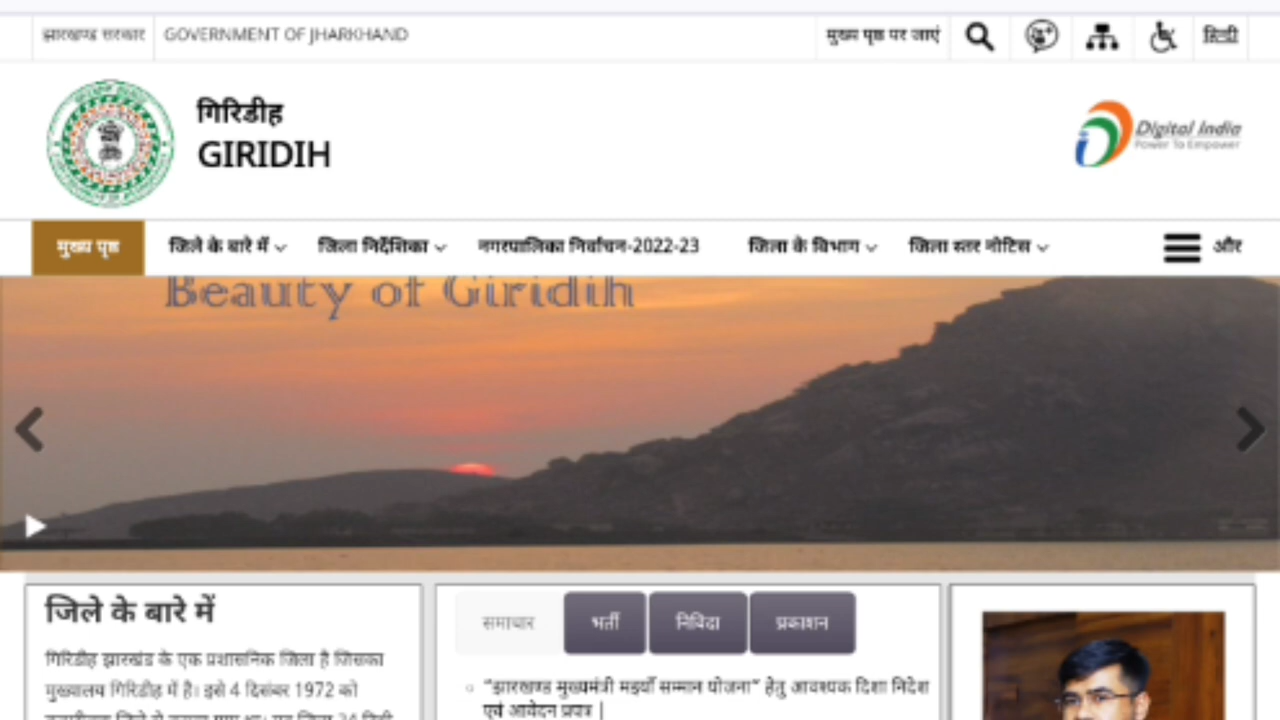 झारखण्ड सरकार GOVERNMENT OF JHARKHAND मुख्य पृष्ठ पर जाएं हिन्दी
गिरिडीह
GIRIDIH
Digital India
Power To Empower
मुख्य पृष्ठ जिले के बारे में जिला निर्देशिका नगरपालिका निर्वाचन-2022-23 जिला के विभाग जिला स्तर नोटिस और
Beauty of Giridih
जिले के बारे में
गिरिडीह झारखंड के एक प्रशासनिक जिला है जिसका
मुख्यालय गिरिडीह में है। इसे 4 दिसंबर 1972 को
समाचार भर्ती निविदा प्रकाशन
“झारखण्ड मुख्यमंत्री मइयाँ सम्मान योजना” हेतु आवश्यक दिशा निदेश
एवं आवेदन प्रपत्र |